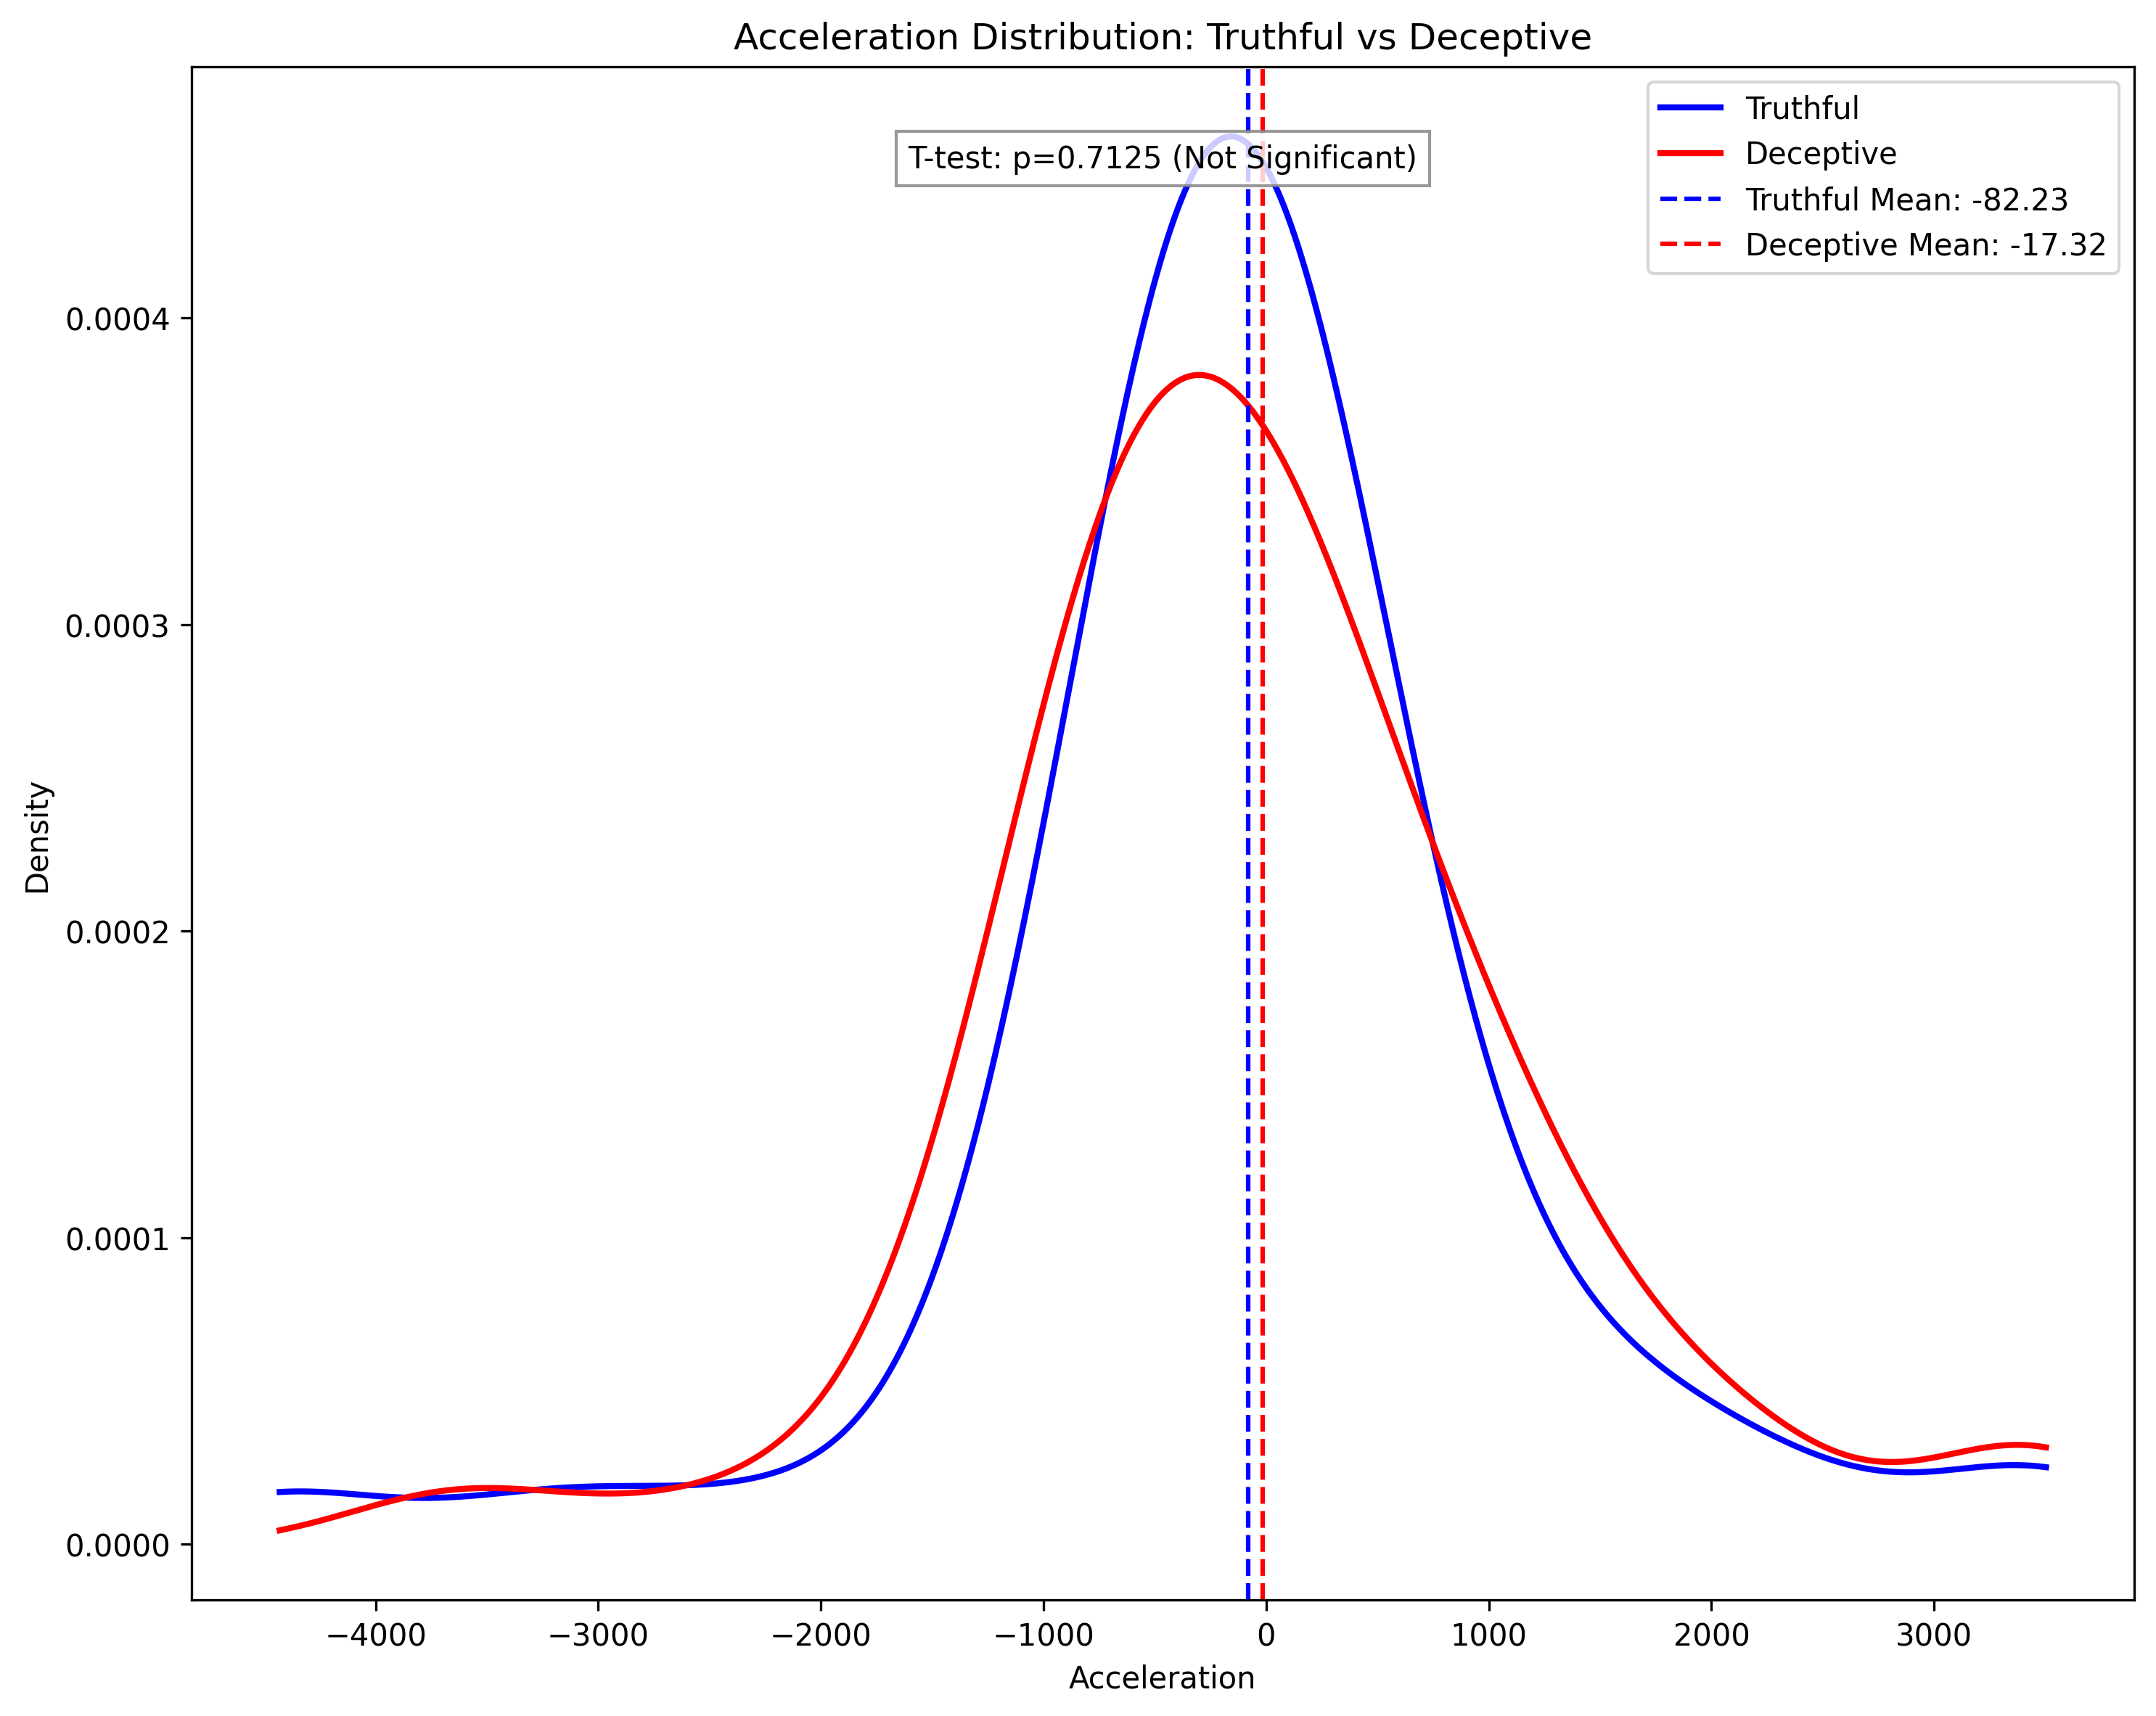 Acceleration Distribution: Truthful vs Deceptive
T-test: p=0.7125 (Not Significant)
Truthful
Deceptive
Truthful Mean: -82.23
Deceptive Mean: -17.32
Density
0.0004
0.0003
0.0002
0.0001
0.0000
−4000 −3000 −2000 −1000 0 1000 2000 3000
Acceleration